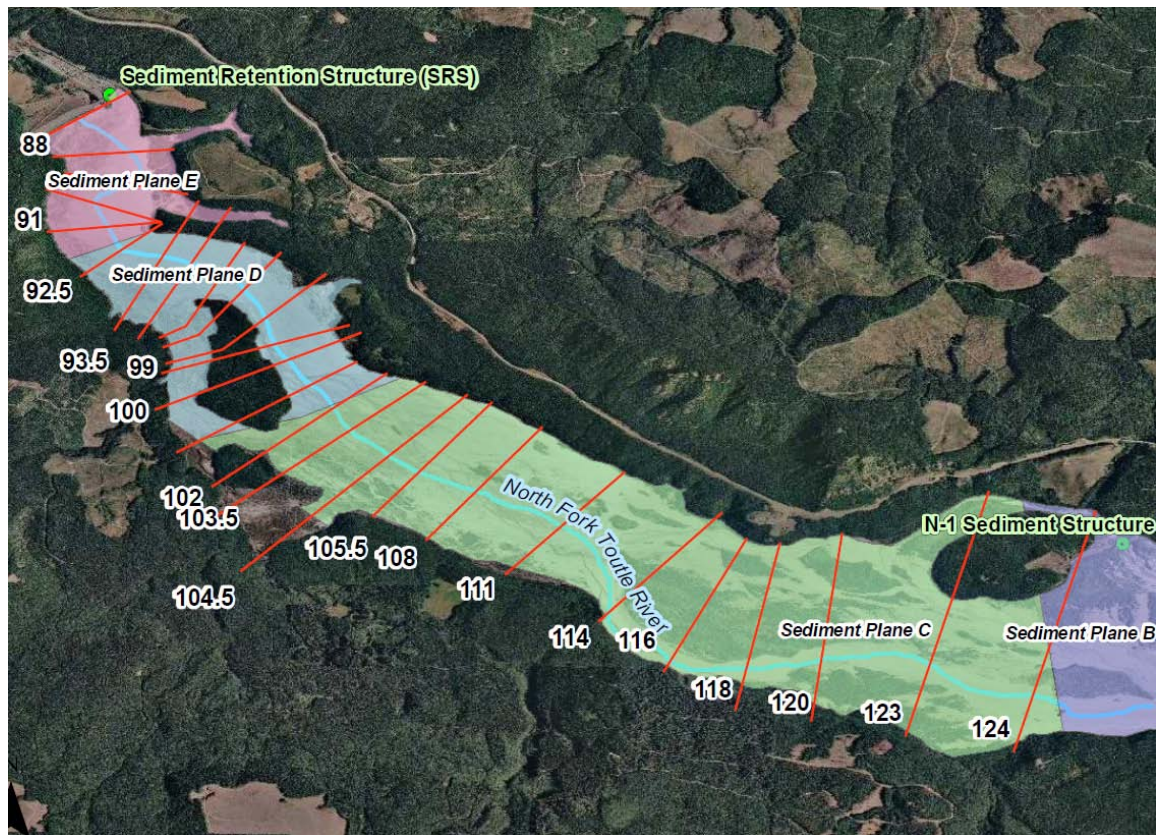 Sediment Retention Structure (SRS)
88
Sediment Plane E
91
Sediment Plane D
92.5
93.5
99
100
102
103.5
104.5
105.5
108
111
114
North Fork Toutle River
116
118
120
123
124
N-1 Sediment Structure
Sediment Plane C
Sediment Plane B